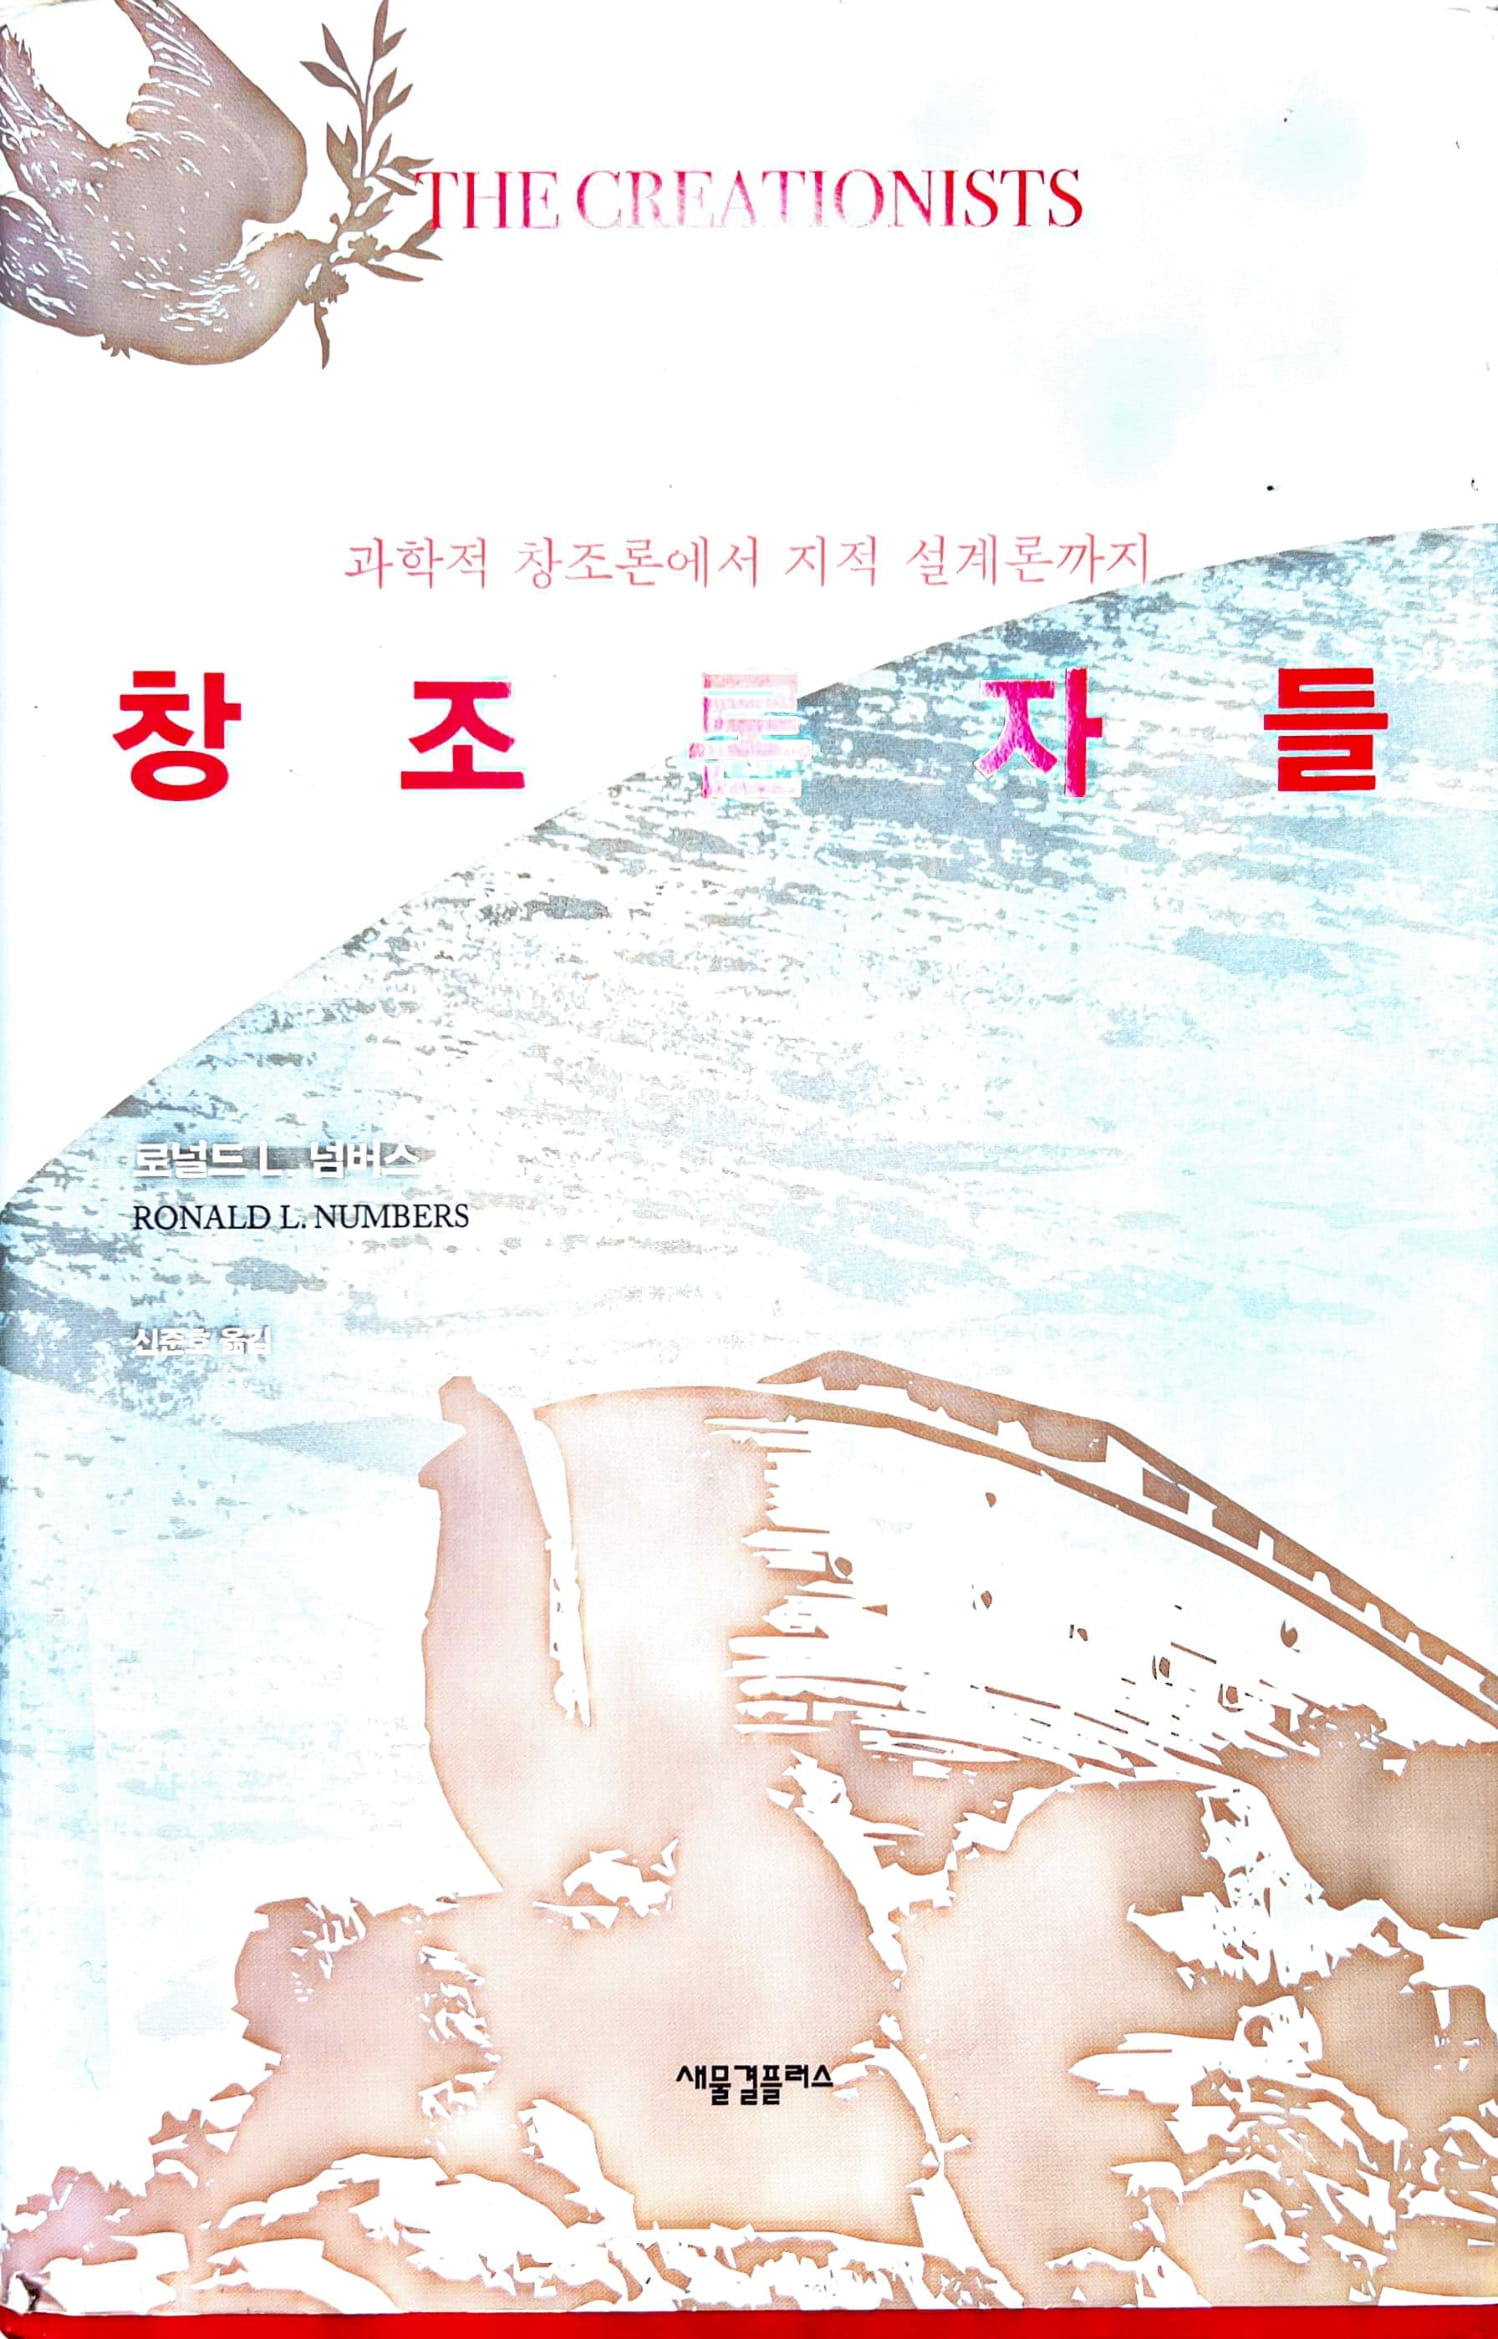 THE CREATIONISTS
과학적 창조론에서 지적 설계론까지
창조론자들
로널드 L. 넘버스
RONALD L. NUMBERS
신준호 옮김
새물결플러스